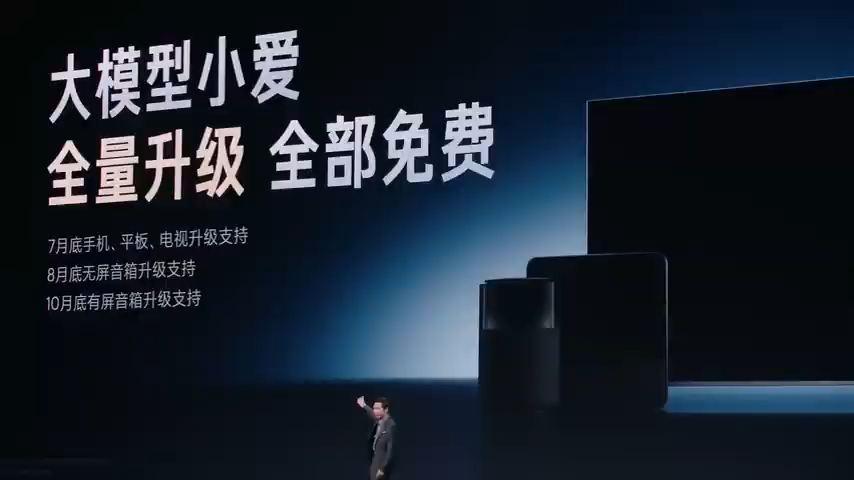 大模型小爱
全量升级 全部免费
7月底手机、平板、电视升级支持
8月底无屏音箱升级支持
10月底有屏音箱升级支持